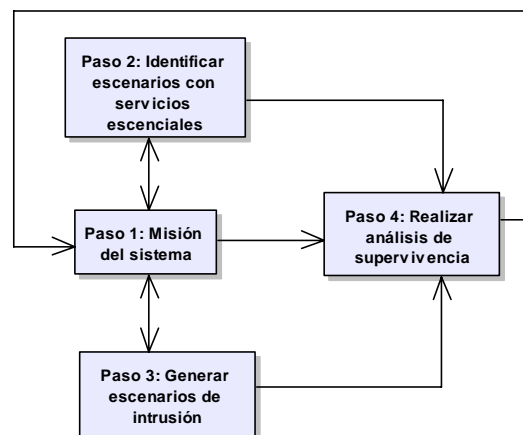 Paso 2: Identificar
escenarios con
servicios
escenciales
Paso 1: Misión
del sistema
Paso 4: Realizar
análisis de
supervivencia
Paso 3: Generar
escenarios de
intrusión